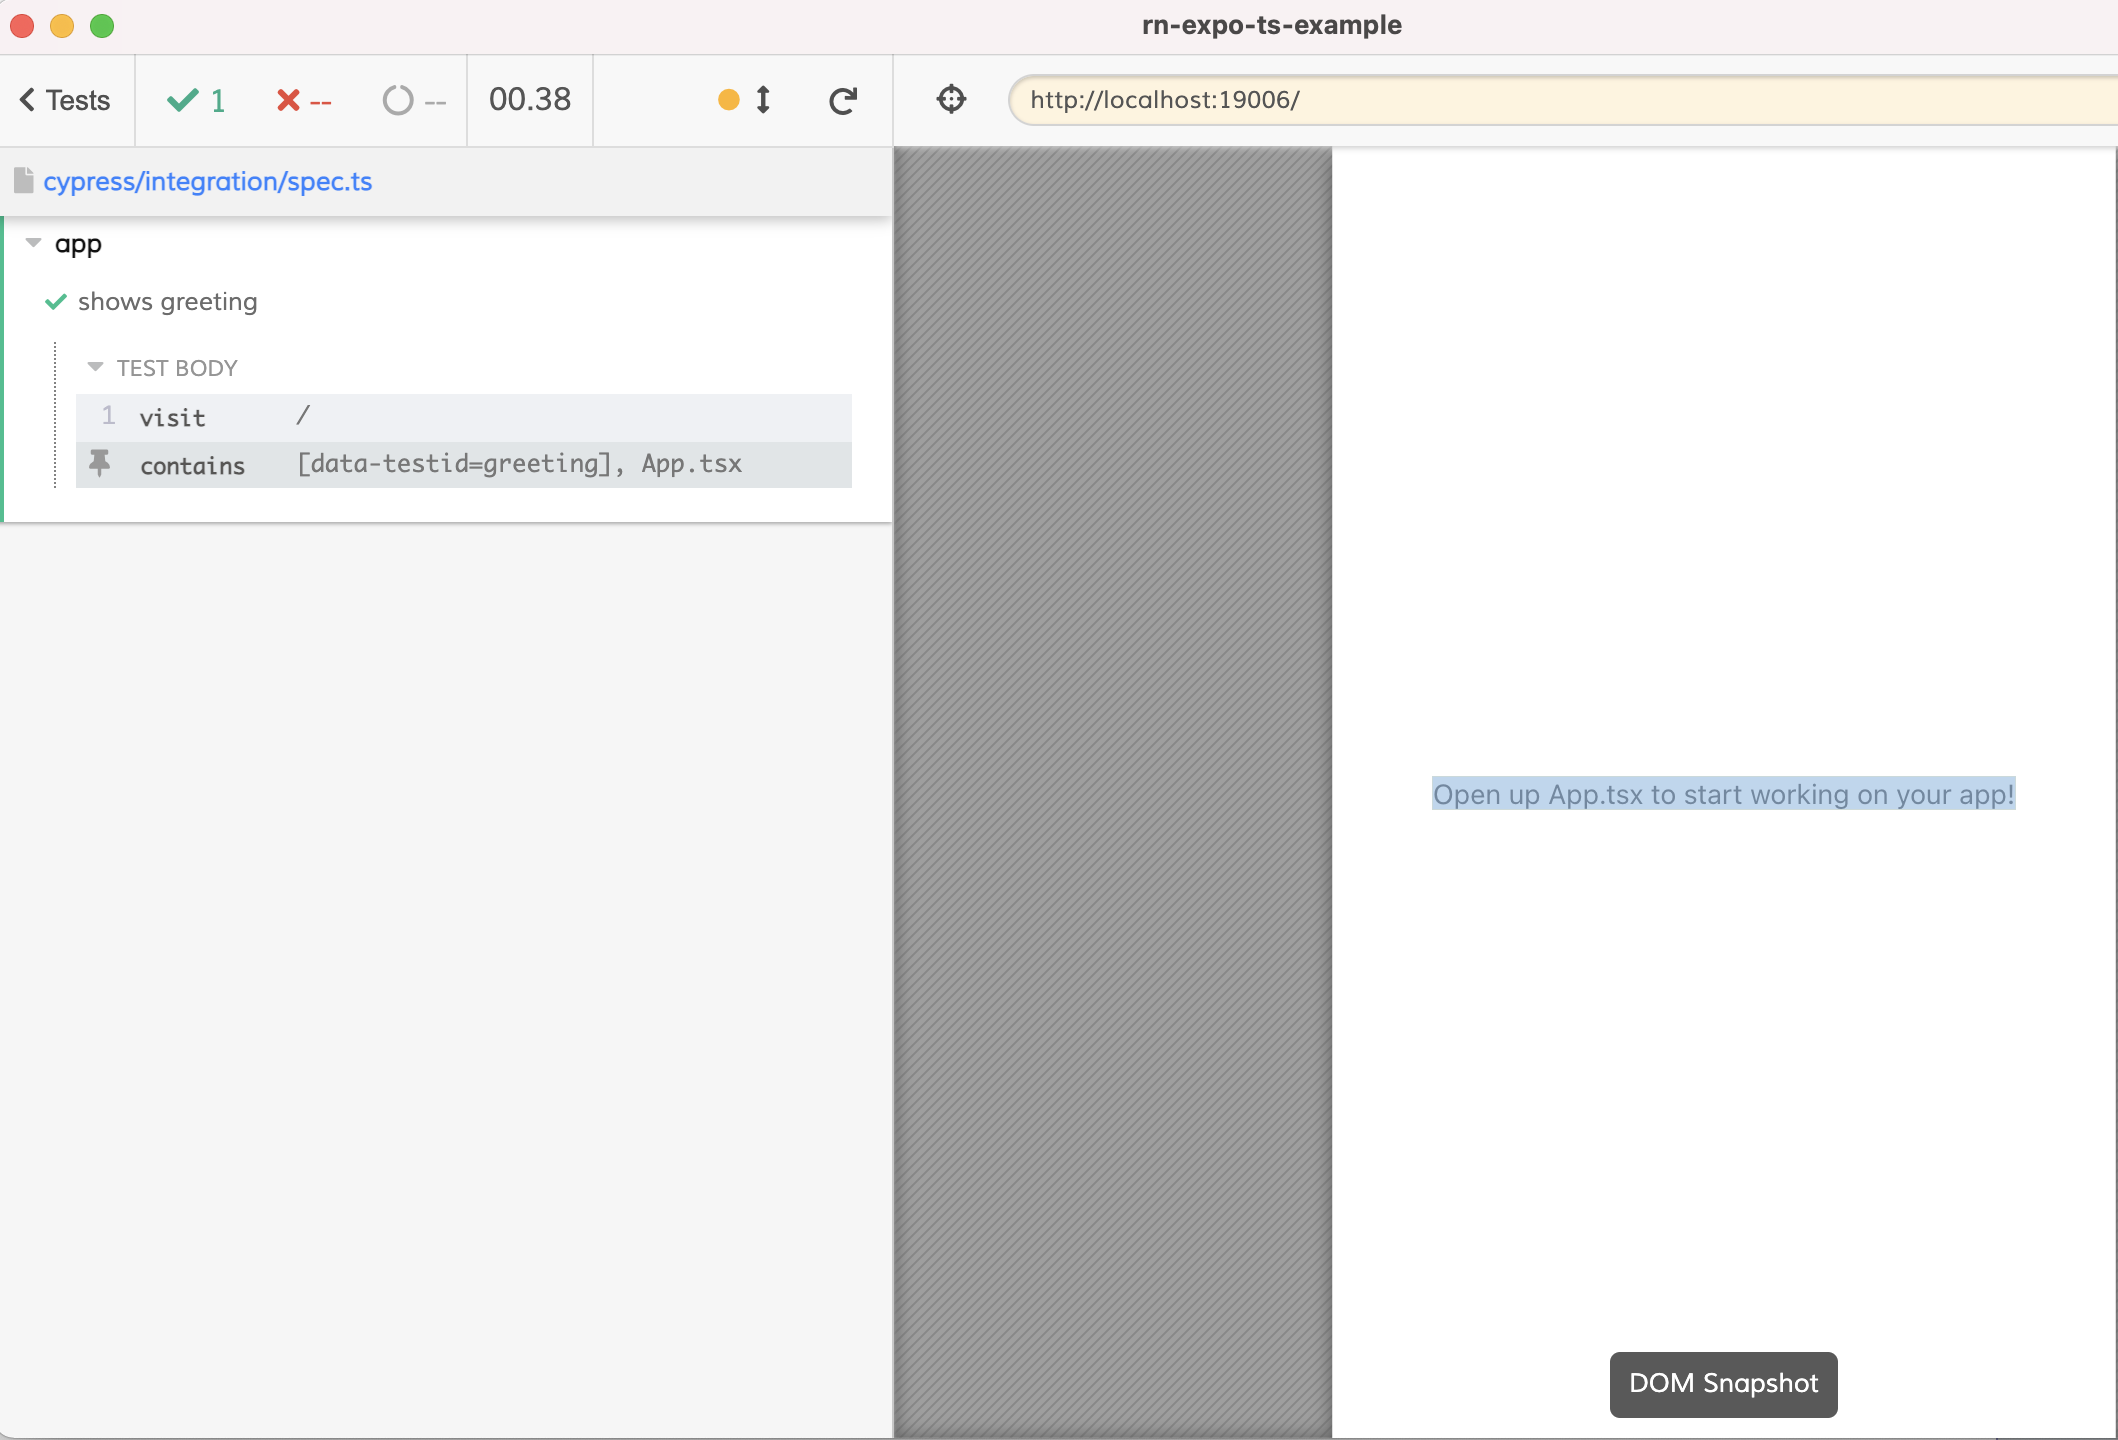 rn-expo-ts-example
Tests 1 -- -- 00.38 http://localhost:19006/
cypress/integration/spec.ts
app
shows greeting
TEST BODY
1 visit /
contains [data-testid=greeting], App.tsx
Open up App.tsx to start working on your app!
DOM Snapshot